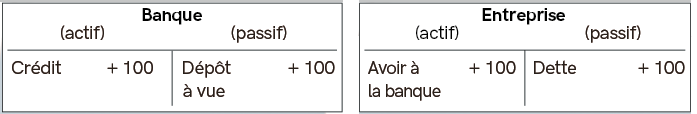 Banque
(actif) (passif)
Crédit + 100 Dépôt + 100
à vue
Entreprise
(actif) (passif)
Avoir à + 100 Dette + 100
la banque